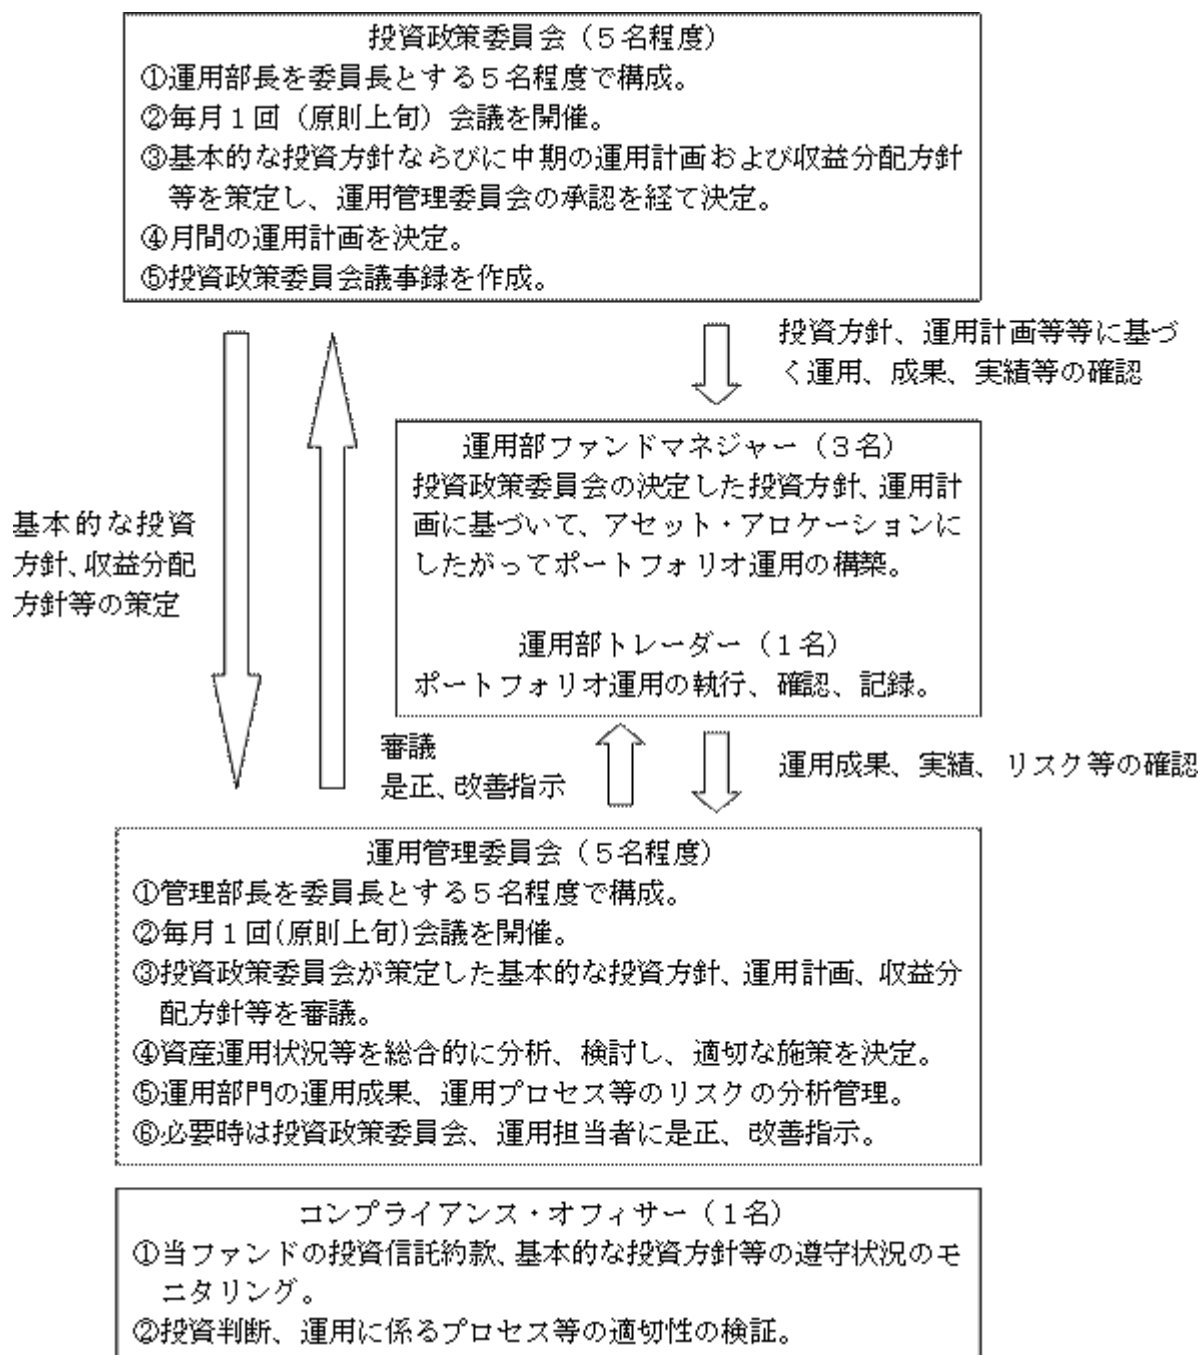 投資政策委員会（５名程度）
①運用部長を委員長とする５名程度で構成。
②毎月１回（原則上旬）会議を開催。
③基本的な投資方針ならびに中期の運用計画および収益分配方針
等を策定し、運用管理委員会の承認を経て決定。
④月間の運用計画を決定。
⑤投資政策委員会議事録を作成。
投資方針、運用計画等等に基づ
く運用、成果、実績等の確認
運用部ファンドマネジャー（３名）
投資政策委員会の決定した投資方針、運用計
画に基づいて、アセット・アロケーションに
したがってポートフォリオ運用の構築。
運用部トレーダー（１名）
ポートフォリオ運用の執行、確認、記録。
基本的な投資
方針、収益分配
方針等の策定
審議
是正、改善指示
運用成果、実績、リスク等の確認
運用管理委員会（５名程度）
①管理部長を委員長とする５名程度で構成。
②毎月１回(原則上旬)会議を開催。
③投資政策委員会が策定した基本的な投資方針、運用計画、収益分
配方針等を審議。
④資産運用状況等を総合的に分析、検討し、適切な施策を決定。
⑤運用部門の運用成果、運用プロセス等のリスクの分析管理。
⑥必要時は投資政策委員会、運用担当者に是正、改善指示。
コンプライアンス・オフィサー（１名）
①当ファンドの投資信託約款、基本的な投資方針等の遵守状況のモ
ニタリング。
②投資判断、運用に係るプロセス等の適切性の検証。